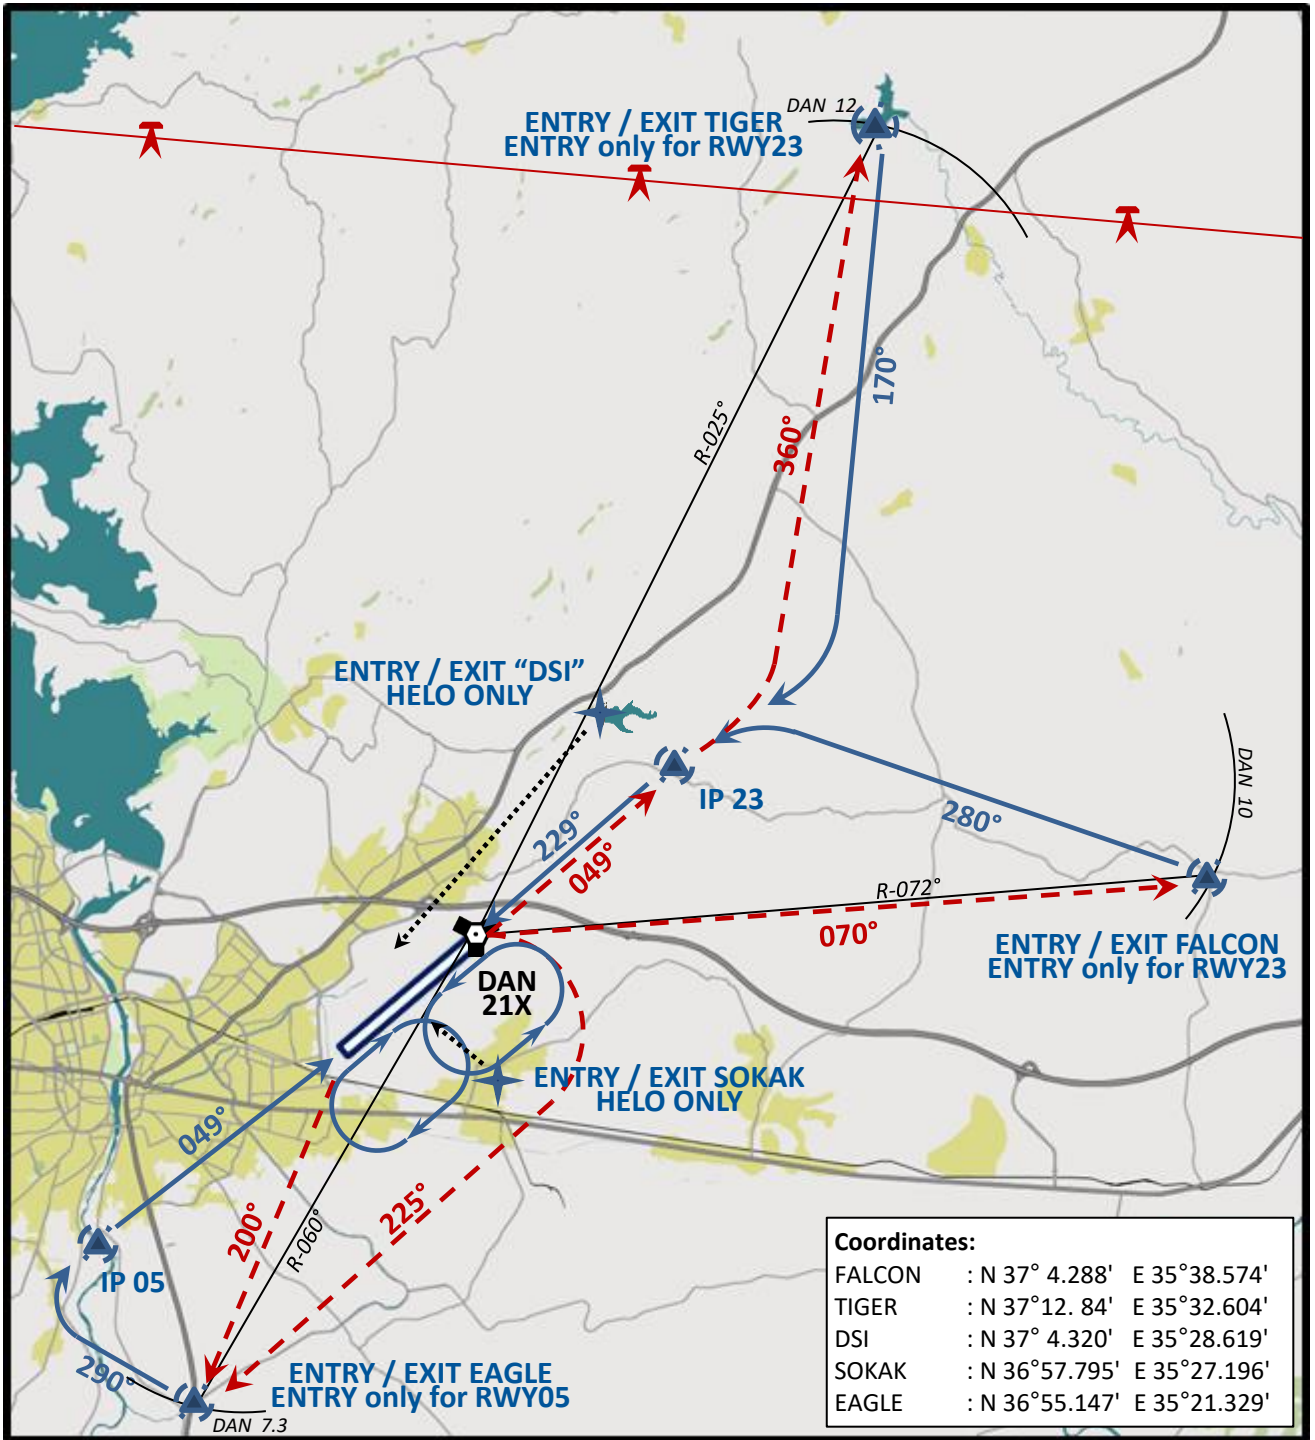 DAN 12
ENTRY / EXIT TIGER
ENTRY only for RWY23
170°
R-025°
360°
ENTRY / EXIT “DSI”
HELO ONLY
DAN 10
IP 23
280°
229°
049°
R-072°
070°
ENTRY / EXIT FALCON
ENTRY only for RWY23
DAN
21X
ENTRY / EXIT SOKAK
HELO ONLY
049°
225°
200°
R-060°
IP 05
290°
ENTRY / EXIT EAGLE
ENTRY only for RWY05
DAN 7.3
Coordinates:
FALCON : N 37° 4.288' E 35°38.574'
TIGER : N 37°12. 84' E 35°32.604'
DSI : N 37° 4.320' E 35°28.619'
SOKAK : N 36°57.795' E 35°27.196'
EAGLE : N 36°55.147' E 35°21.329'